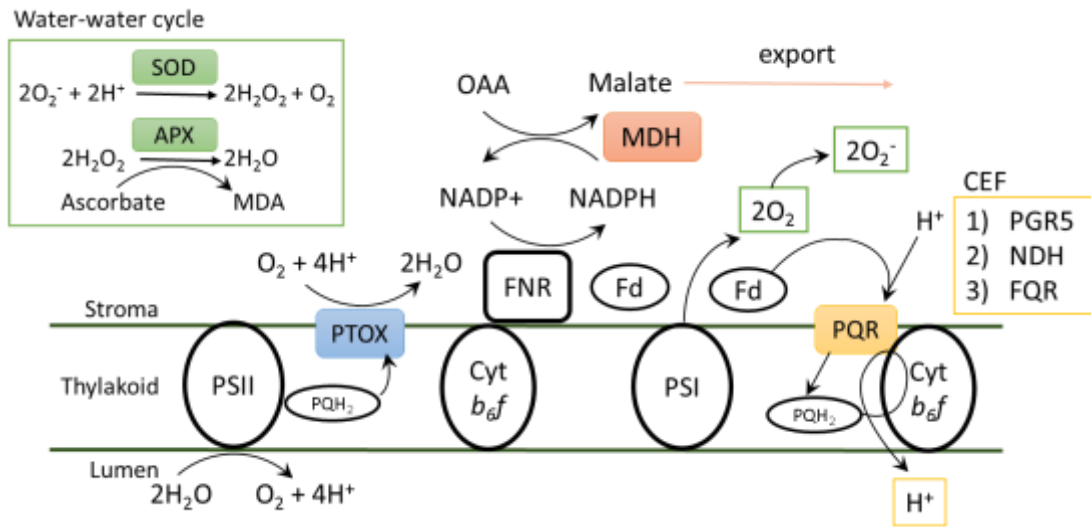 Water-water cycle
SOD
2O₂⁻ + 2H⁺ 2H₂O₂ + O₂
APX
2H₂O₂ 2H₂O
Ascorbate MDA
OAA Malate export
MDH
2O₂⁻
NADP+ NADPH 2O₂
CEF
H⁺
1) PGR5
2) NDH
3) FQR
O₂ + 4H⁺ 2H₂O
FNR Fd Fd
Stroma
PTOX PQR
Thylakoid PSII PQH₂ Cyt b₆f PSI PQH₂ Cyt b₆f
Lumen
2H₂O O₂ + 4H⁺ H⁺